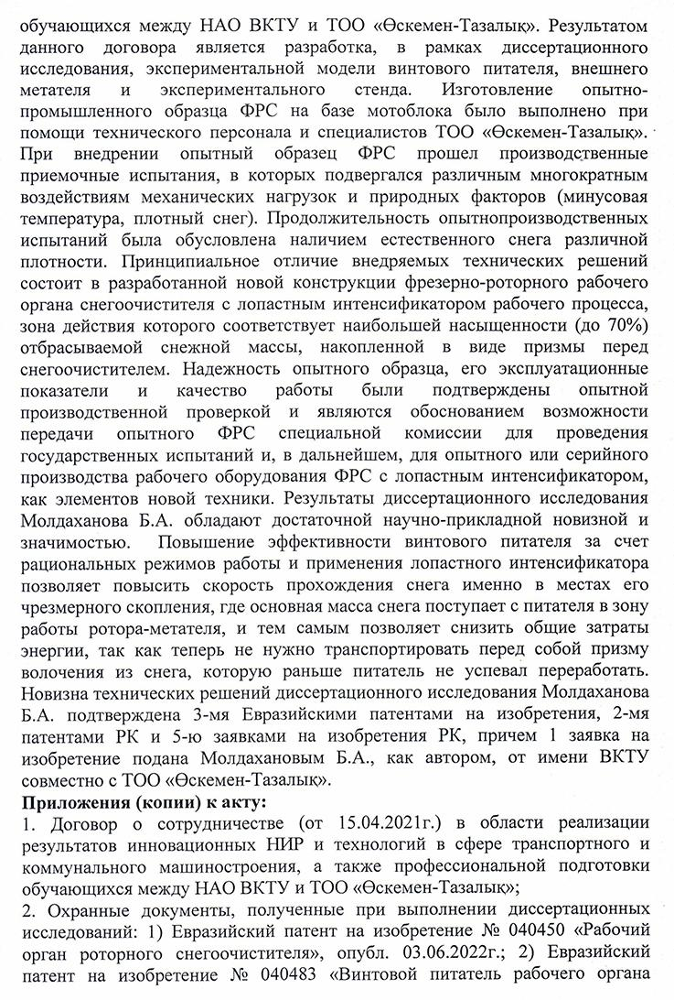 обучающихся между НАО ВКТУ и ТОО «Өскемен-Тазалық». Результатом
данного договора является разработка, в рамках диссертационного
исследования, экспериментальной модели винтового питателя, внешнего
метателя и экспериментального стенда. Изготовление опытно-
промышленного образца ФРС на базе мотоблока было выполнено при
помощи технического персонала и специалистов ТОО «Өскемен-Тазалық».
При внедрении опытный образец ФРС прошел производственные
приемочные испытания, в которых подвергался различным многократным
воздействиям механических нагрузок и природных факторов (минусовая
температура, плотный снег). Продолжительность опытнопроизводственных
испытаний была обусловлена наличием естественного снега различной
плотности. Принципиальное отличие внедряемых технических решений
состоит в разработанной новой конструкции фрезерно-роторного рабочего
органа снегоочистителя с лопастным интенсификатором рабочего процесса,
зона действия которого соответствует наибольшей насыщенности (до 70%)
отбрасываемой снежной массы, накопленной в виде призмы перед
снегоочистителем. Надежность опытного образца, его эксплуатационные
показатели и качество работы были подтверждены опытной
производственной проверкой и являются обоснованием возможности
передачи опытного ФРС специальной комиссии для проведения
государственных испытаний и, в дальнейшем, для опытного или серийного
производства рабочего оборудования ФРС с лопастным интенсификатором,
как элементов новой техники. Результаты диссертационного исследования
Молдаханова Б.А. обладают достаточной научно-прикладной новизной и
значимостью. Повышение эффективности винтового питателя за счет
рациональных режимов работы и применения лопастного интенсификатора
позволяет повысить скорость прохождения снега именно в местах его
чрезмерного скопления, где основная масса снега поступает с питателя в зону
работы ротора-метателя, и тем самым позволяет снизить общие затраты
энергии, так как теперь не нужно транспортировать перед собой призму
волочения из снега, которую раньше питатель не успевал переработать.
Новизна технических решений диссертационного исследования Молдаханова
Б.А. подтверждена 3-мя Евразийскими патентами на изобретения, 2-мя
патентами РК и 5-ю заявками на изобретения РК, причем 1 заявка на
изобретение подана Молдахановым Б.А., как автором, от имени ВКТУ
совместно с ТОО «Өскемен-Тазалық».
Приложения (копии) к акту:
1. Договор о сотрудничестве (от 15.04.2021г.) в области реализации
результатов инновационных НИР и технологий в сфере транспортного и
коммунального машиностроения, а также профессиональной подготовки
обучающихся между НАО ВКТУ и ТОО «Өскемен-Тазалық»;
2. Охранные документы, полученные при выполнении диссертационных
исследований: 1) Евразийский патент на изобретение № 040450 «Рабочий
орган роторного снегоочистителя», опубл. 03.06.2022г.; 2) Евразийский
патент на изобретение № 040483 «Винтовой питатель рабочего органа